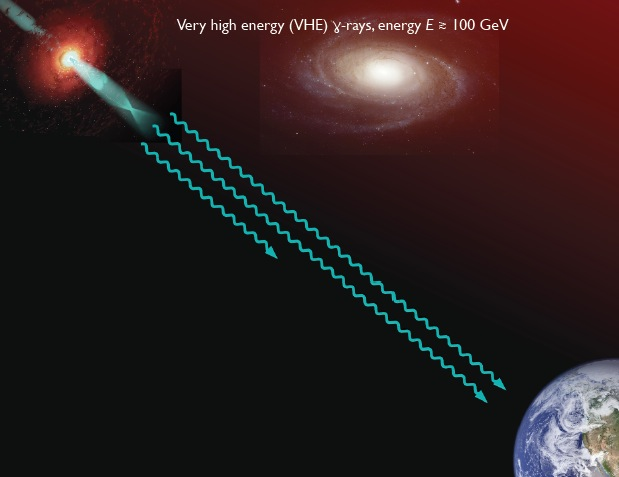 Very high energy (VHE) γ-rays, energy E ≳ 100 GeV